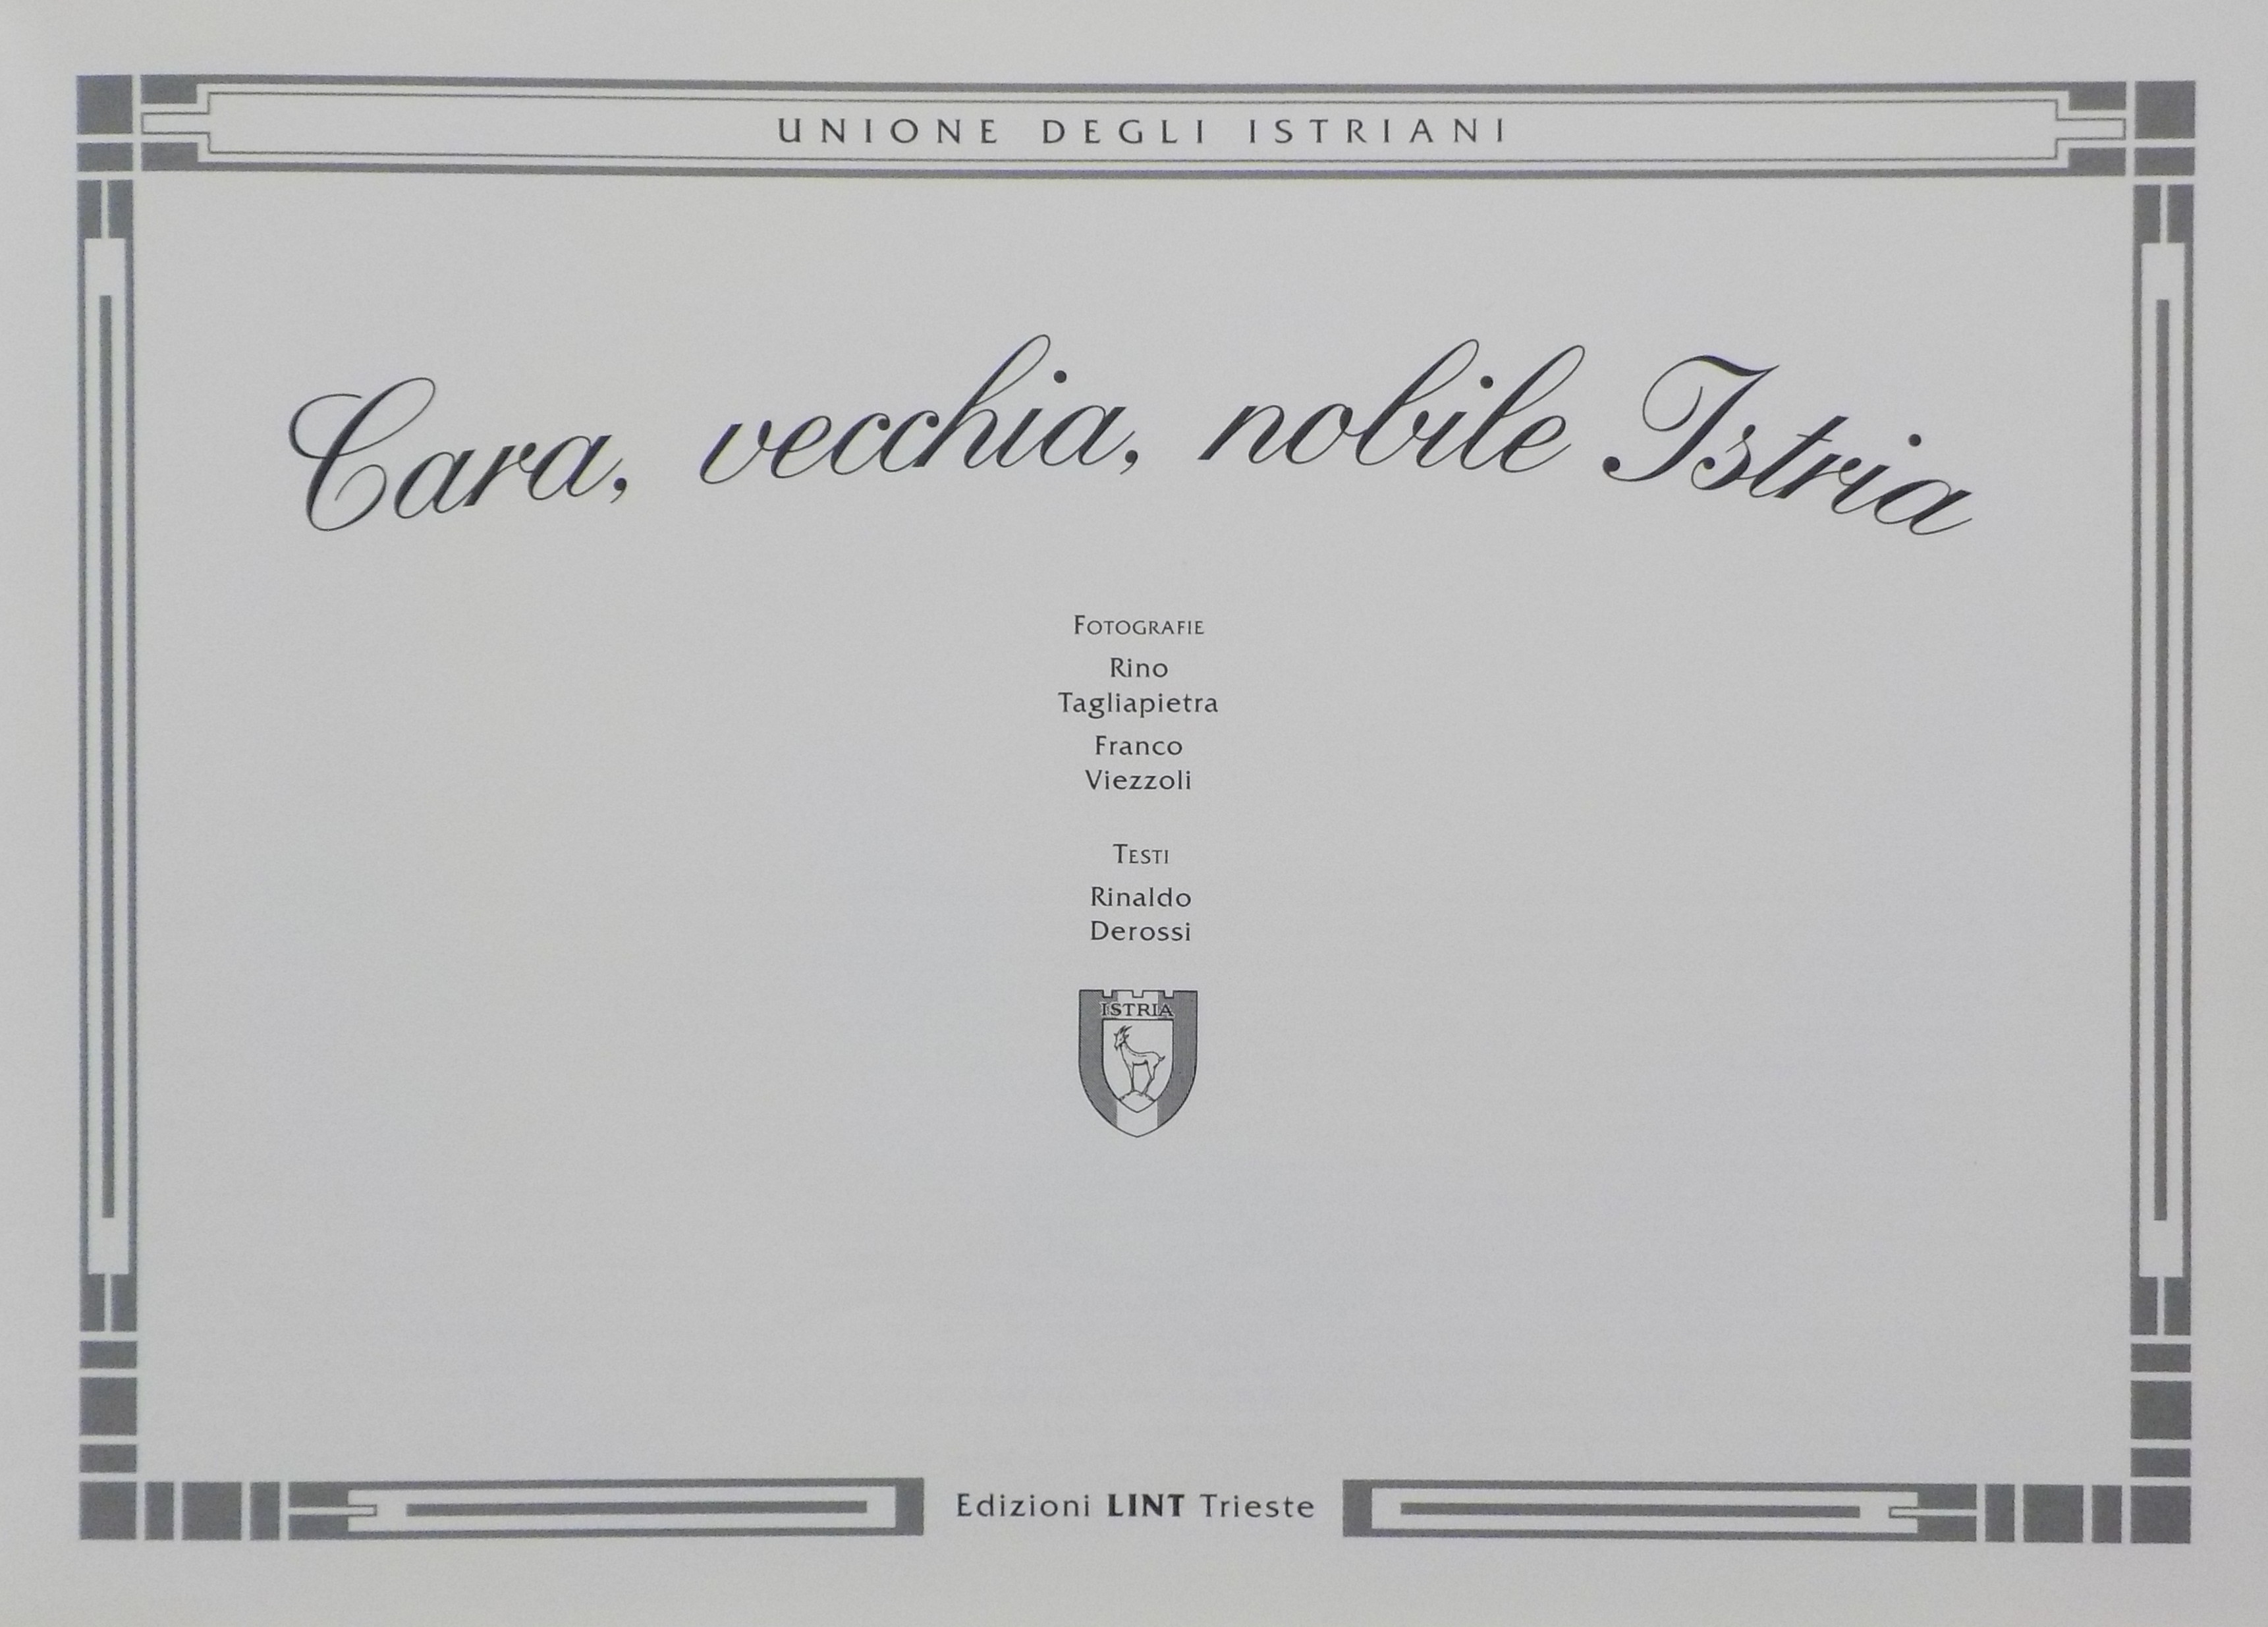 UNIONE DEGLI ISTRIANI
Cara, vecchia, nobile Istria
FOTOGRAFIE
Rino
Tagliapietra
Franco
Viezzoli
TESTI
Rinaldo
Derossi
ISTRIA
Edizioni LINT Trieste